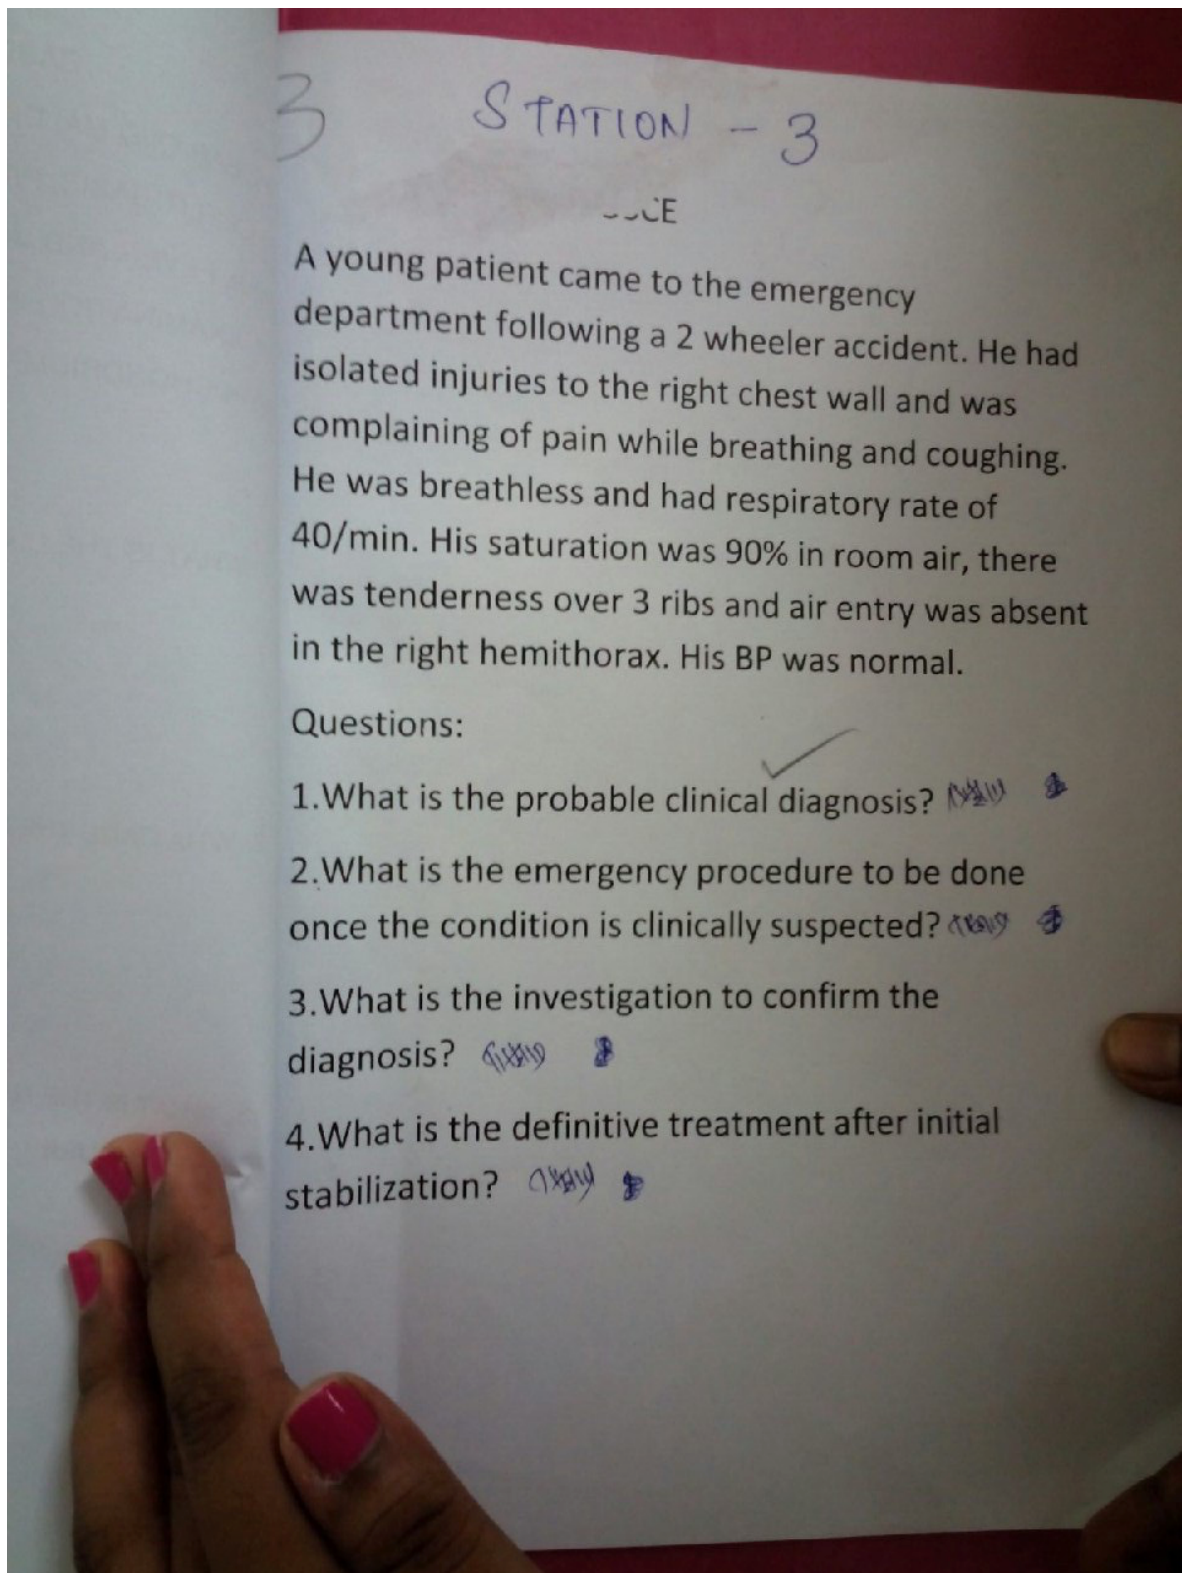 3 STATION - 3
A young patient came to the emergency
department following a 2 wheeler accident. He had
isolated injuries to the right chest wall and was
complaining of pain while breathing and coughing.
He was breathless and had respiratory rate of
40/min. His saturation was 90% in room air, there
was tenderness over 3 ribs and air entry was absent
in the right hemithorax. His BP was normal.
Questions:
1.What is the probable clinical diagnosis?
2.What is the emergency procedure to be done
once the condition is clinically suspected?
3.What is the investigation to confirm the
diagnosis?
4.What is the definitive treatment after initial
stabilization?